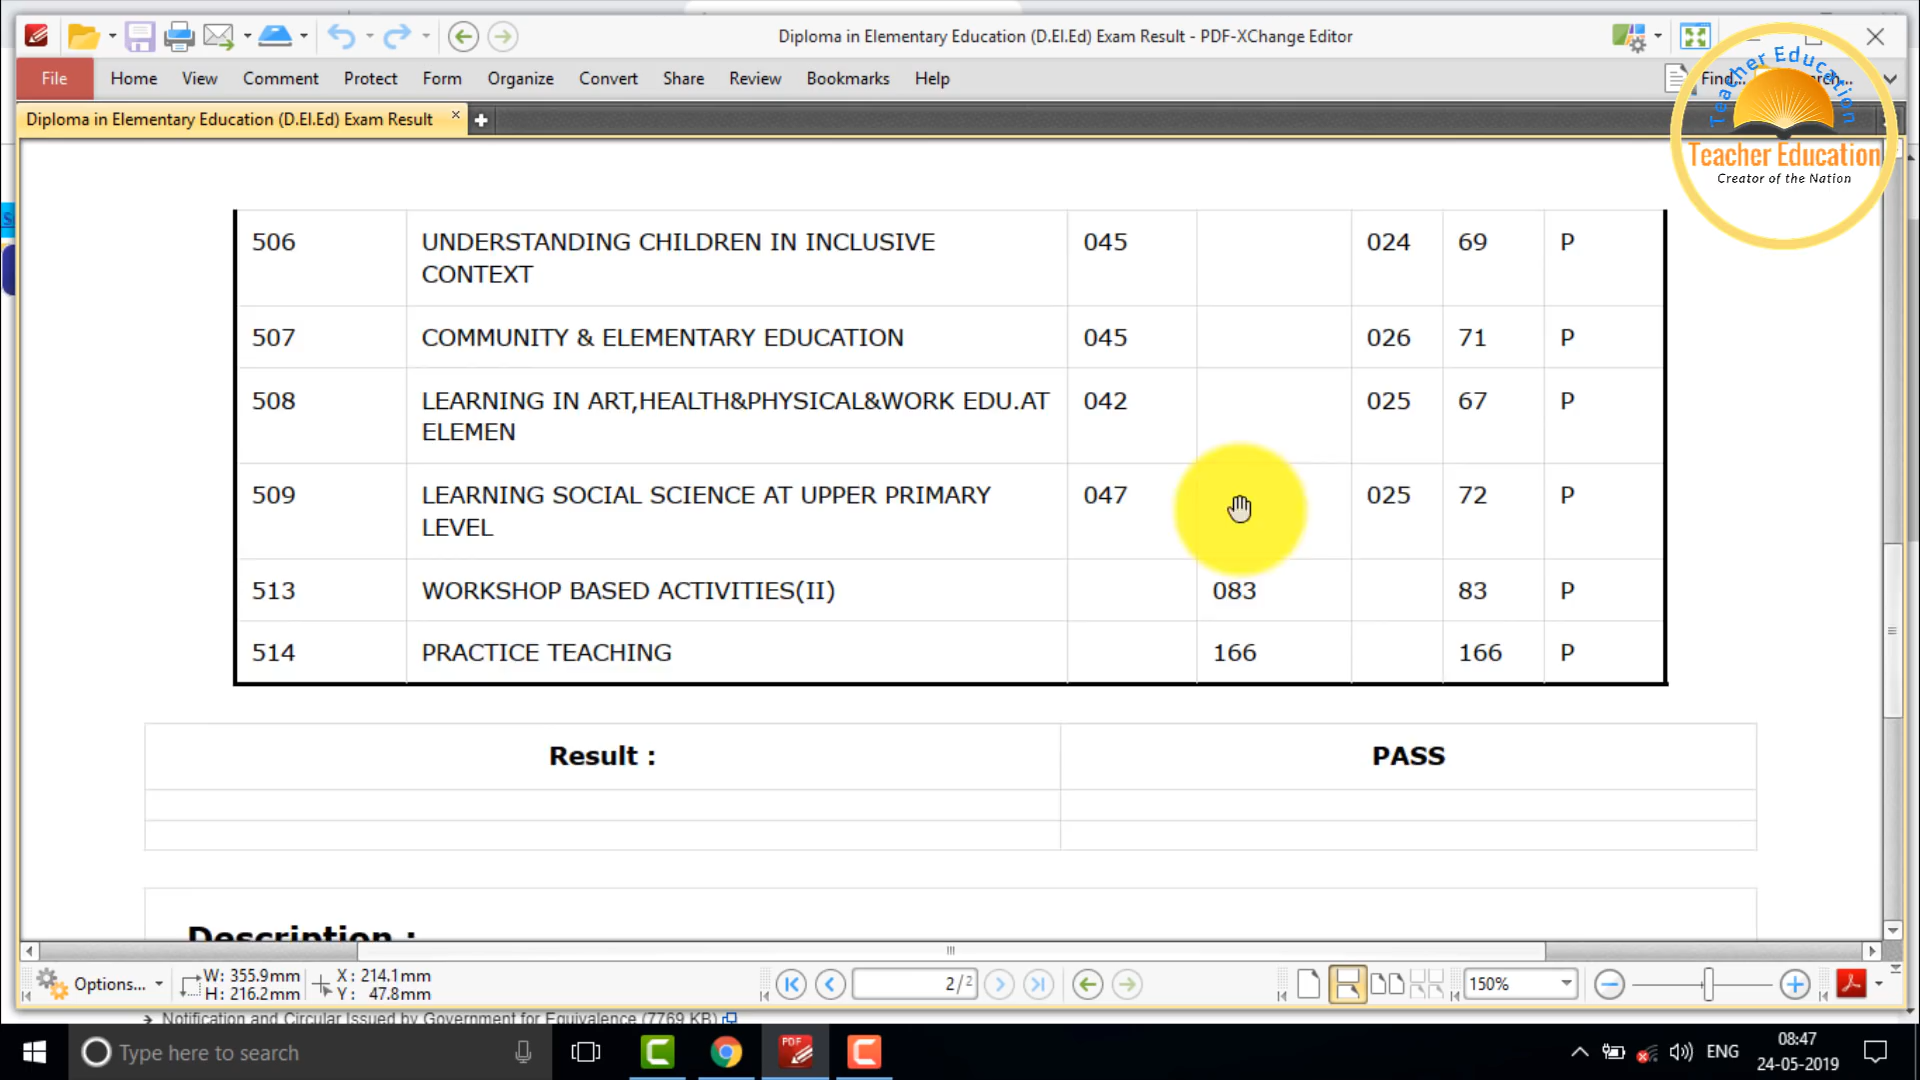 Diploma in Elementary Education (D.El.Ed) Exam Result - PDF-XChange Editor
File Home View Comment Protect Form Organize Convert Share Review Bookmarks Help Find...
Diploma in Elementary Education (D.El.Ed) Exam Result
Teacher Education
Teacher Education
Creator of the Nation
506 UNDERSTANDING CHILDREN IN INCLUSIVE 045 024 69 P
CONTEXT
507 COMMUNITY & ELEMENTARY EDUCATION 045 026 71 P
508 LEARNING IN ART,HEALTH&PHYSICAL&WORK EDU.AT 042 025 67 P
ELEMEN
509 LEARNING SOCIAL SCIENCE AT UPPER PRIMARY 047 025 72 P
LEVEL
513 WORKSHOP BASED ACTIVITIES(II) 083 83 P
514 PRACTICE TEACHING 166 166 P
Result : PASS
Description :
Options... W: 355.9mm X: 214.1mm
H: 216.2mm Y: 47.8mm
2/2
150%
Notification and Circular Issued by Government for Equivalence (7769 KB)
Type here to search
PDF
ENG
08:47
24-05-2019